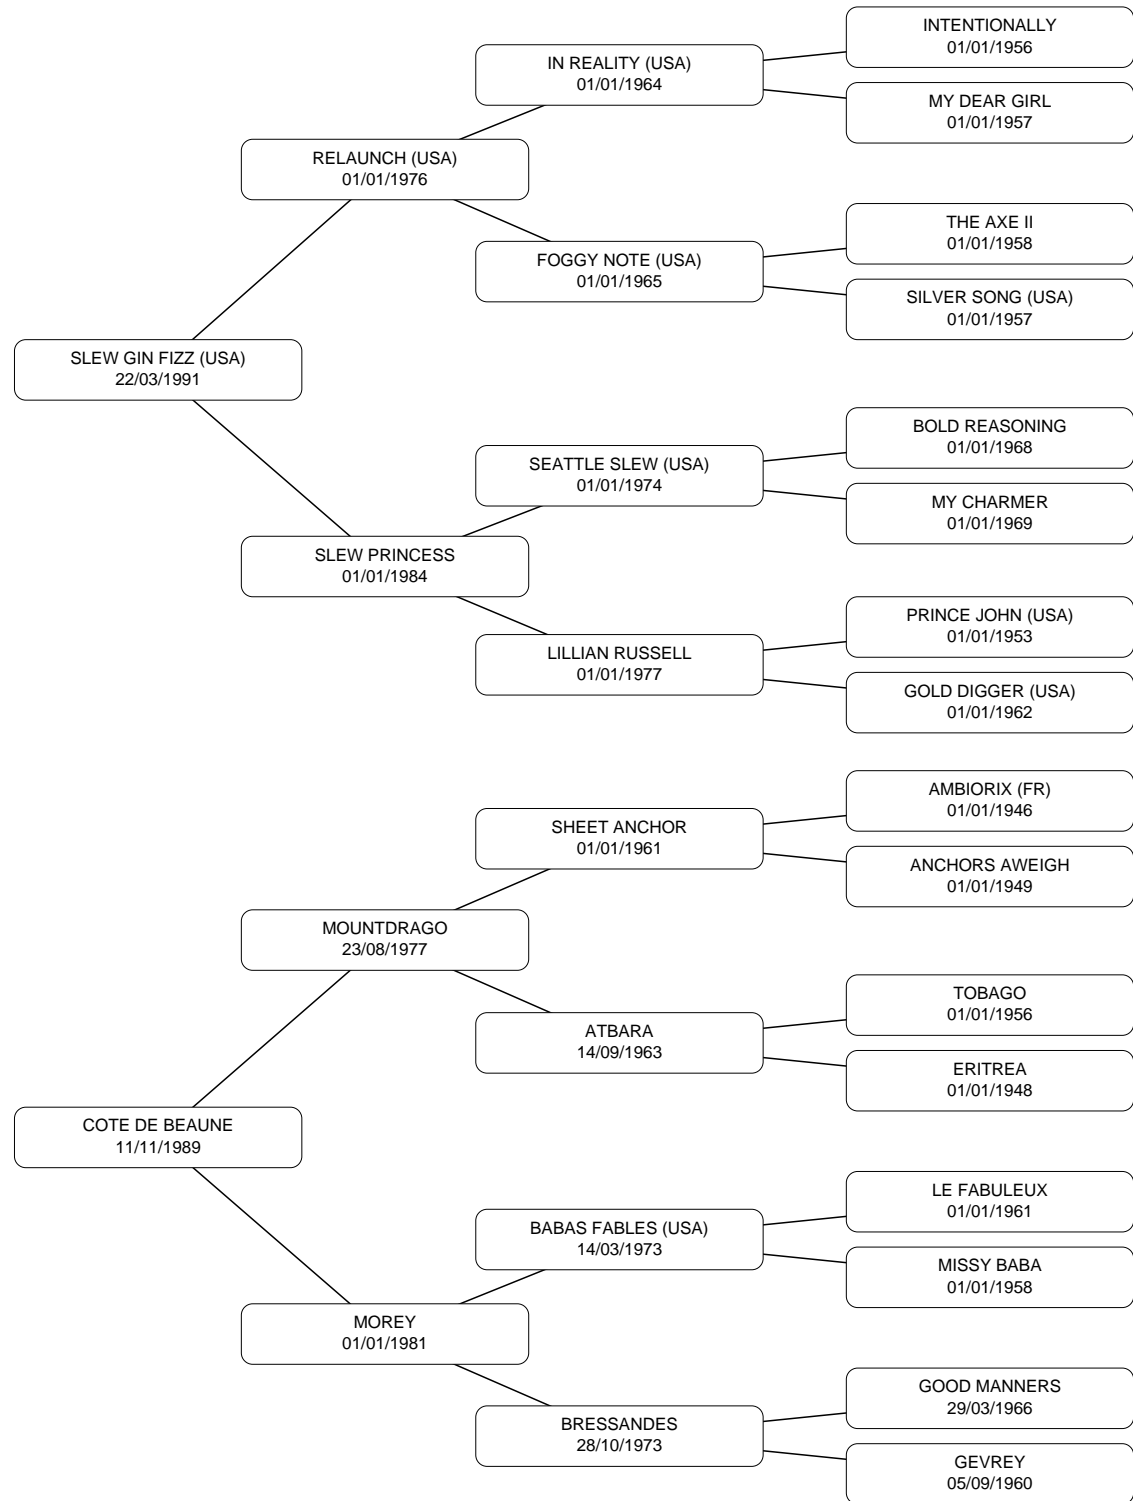 INTENTIONALLY
01/01/1956
IN REALITY (USA)
01/01/1964
MY DEAR GIRL
01/01/1957
RELAUNCH (USA)
01/01/1976
THE AXE II
01/01/1958
FOGGY NOTE (USA)
01/01/1965
SILVER SONG (USA)
01/01/1957
SLEW GIN FIZZ (USA)
22/03/1991
BOLD REASONING
01/01/1968
SEATTLE SLEW (USA)
01/01/1974
MY CHARMER
01/01/1969
SLEW PRINCESS
01/01/1984
PRINCE JOHN (USA)
01/01/1953
LILLIAN RUSSELL
01/01/1977
GOLD DIGGER (USA)
01/01/1962
AMBIORIX (FR)
01/01/1946
SHEET ANCHOR
01/01/1961
ANCHORS AWEIGH
01/01/1949
MOUNTDRAGO
23/08/1977
TOBAGO
01/01/1956
ATBARA
14/09/1963
ERITREA
01/01/1948
COTE DE BEAUNE
11/11/1989
LE FABULEUX
01/01/1961
BABAS FABLES (USA)
14/03/1973
MISSY BABA
01/01/1958
MOREY
01/01/1981
GOOD MANNERS
29/03/1966
BRESSANDES
28/10/1973
GEVREY
05/09/1960